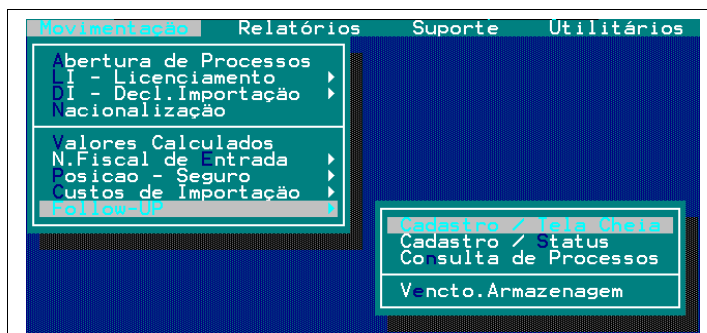 Movimentação Relatórios Suporte Utilitários
Abertura de Processos
LI - Licenciamento
DI - Decl.Importação
Nacionalização
Valores Calculados
N.Fiscal de Entrada
Posicao - Seguro
Custos de Importação
Follow-UP
Cadastro / Tela Cheia
Cadastro / Status
Consulta de Processos
Vencto.Armazenagem